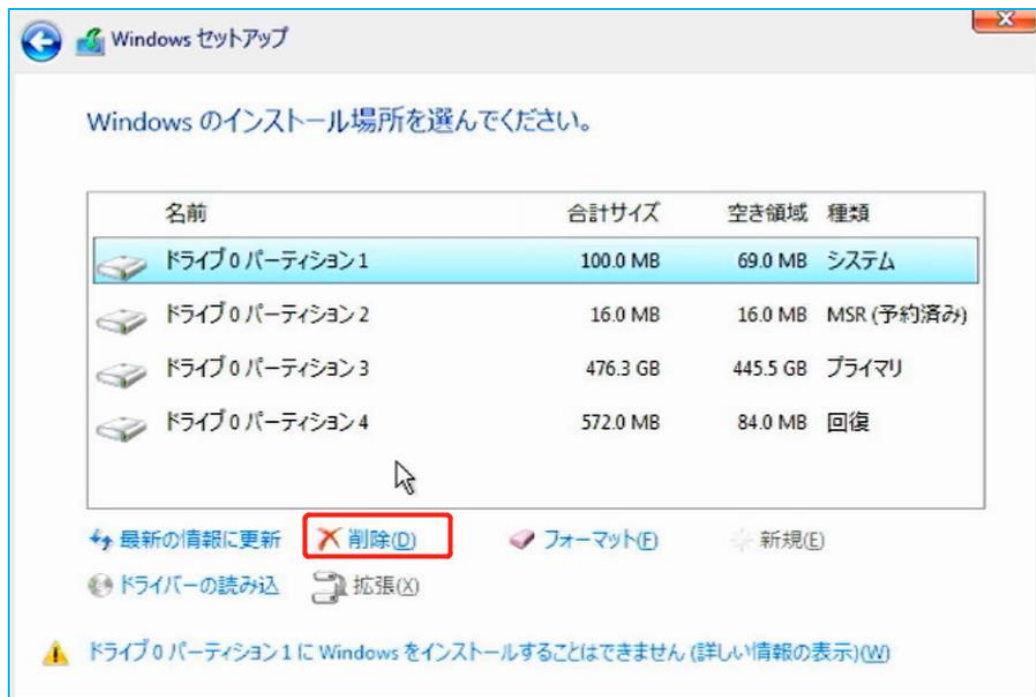 Windows セットアップ
Windows のインストール場所を選んでください。
名前 合計サイズ 空き領域 種類
ドライブ 0 パーティション 1 100.0 MB 69.0 MB システム
ドライブ 0 パーティション 2 16.0 MB 16.0 MB MSR (予約済み)
ドライブ 0 パーティション 3 476.3 GB 445.5 GB プライマリ
ドライブ 0 パーティション 4 572.0 MB 84.0 MB 回復
最新の情報に更新 削除(D) フォーマット(F) 新規(E)
ドライバーの読み込 拡張(X)
ドライブ 0 パーティション 1 に Windows をインストールすることはできません (詳しい情報の表示)(W)